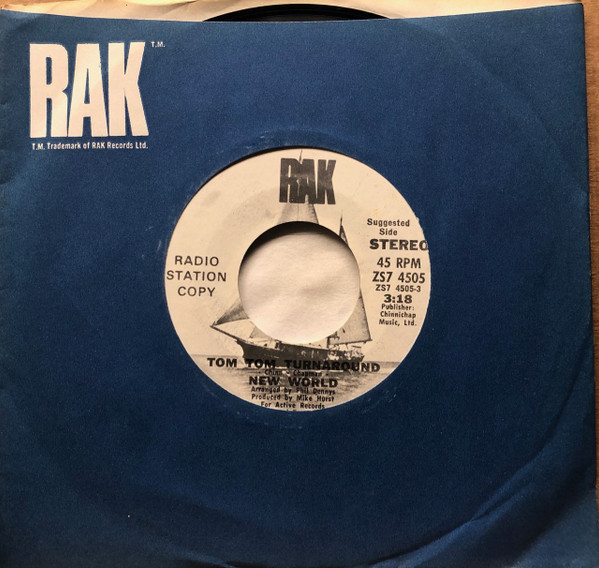 RAK
T.M.
T.M. Trademark of RAK Records Ltd.
RAK
RADIO
STATION
COPY
Suggested
Side
STEREO
45 RPM
ZS7 4505
ZS7 4505-3
3:18
Publisher:
Chinnichap
Music, Ltd.
TOM TOM TURNAROUND
Chinn - Chapman
NEW WORLD
Arranged by Phil Dennys
Produced by Mike Hurst
For Active Records